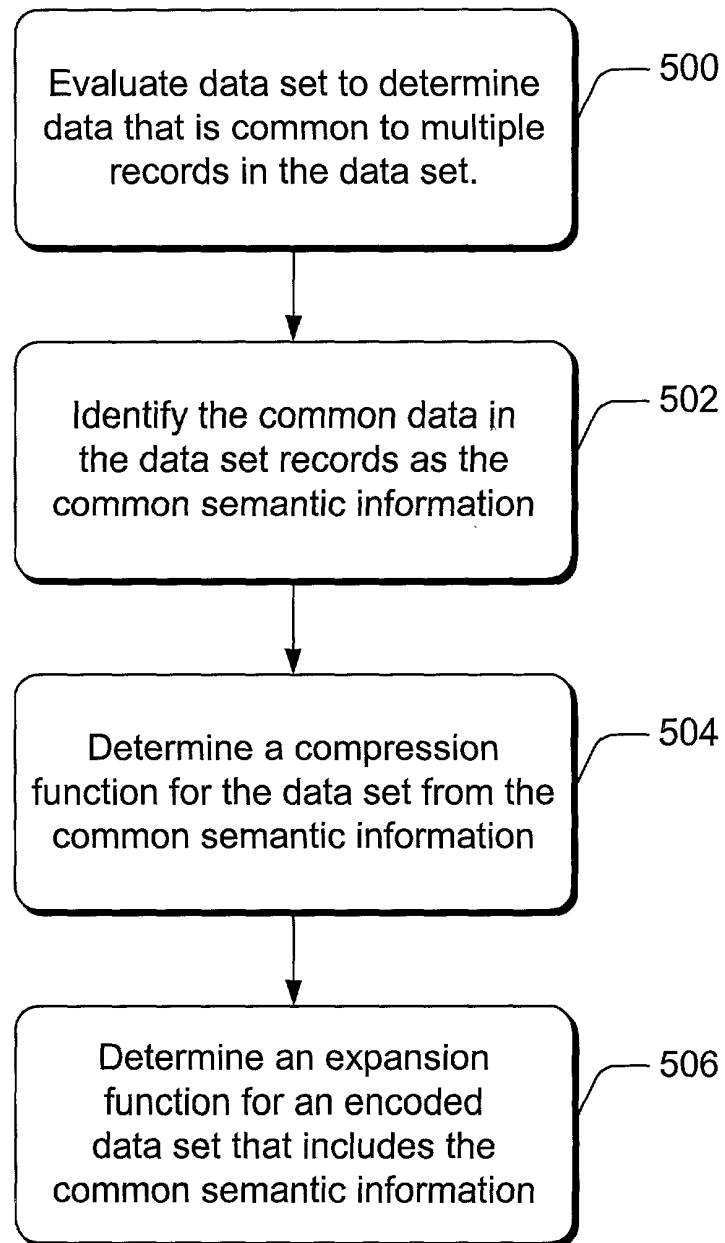 Evaluate data set to determine
data that is common to multiple
records in the data set.
500
Identify the common data in
the data set records as the
common semantic information
502
Determine a compression
function for the data set from the
common semantic information
504
Determine an expansion
function for an encoded
data set that includes the
common semantic information
506